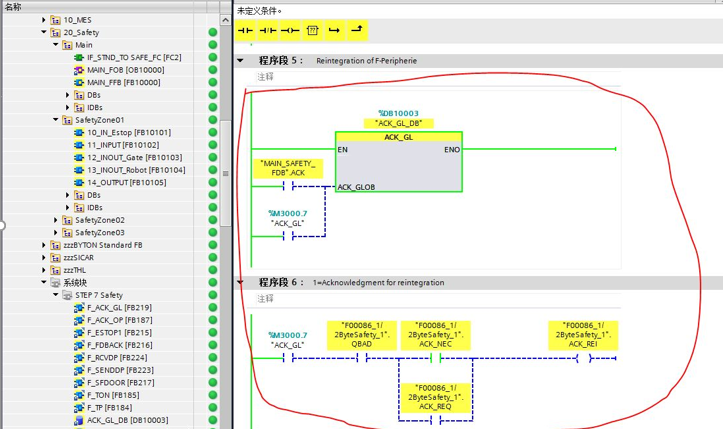 名称
10_MES
20_Safety
Main
IF_STND_TO SAFE_FC [FC2]
MAIN_FOB [OB10000]
MAIN_FFB [FB10000]
DBs
IDBs
SafetyZone01
10_IN_Estop [FB10101]
11_INPUT [FB10102]
12_INOUT_Gate [FB10103]
13_INOUT_Robot [FB10104]
14_OUTPUT [FB10105]
DBs
IDBs
SafetyZone02
SafetyZone03
zzzBYTON Standard FB
zzzSICAR
zzzTHL
系统块
STEP 7 Safety
F_ACK_GL [FB219]
F_ACK_OP [FB187]
F_ESTOP1 [FB215]
F_FDBACK [FB216]
F_RCVDP [FB224]
F_SENDDP [FB223]
F_SFDOOR [FB217]
F_TON [FB185]
F_TP [FB184]
ACK_GL_DB [DB10003]
未定义条件。
??
程序段 5： Reintegration of F-Peripherie
注释
%DB10003
"ACK_GL_DB"
ACK_GL
EN ENO
"MAIN_SAFETY_
FDB".ACK
ACK_GLOB
%M3000.7
"ACK_GL"
程序段 6： 1=Acknowledgment for reintegration
注释
%M3000.7
"ACK_GL"
"F00086_1/
2ByteSafety_1".
QBAD
"F00086_1/
2ByteSafety_1".
ACK_NEC
"F00086_1/
2ByteSafety_1".
ACK_REI
"F00086_1/
2ByteSafety_1".
ACK_REQ